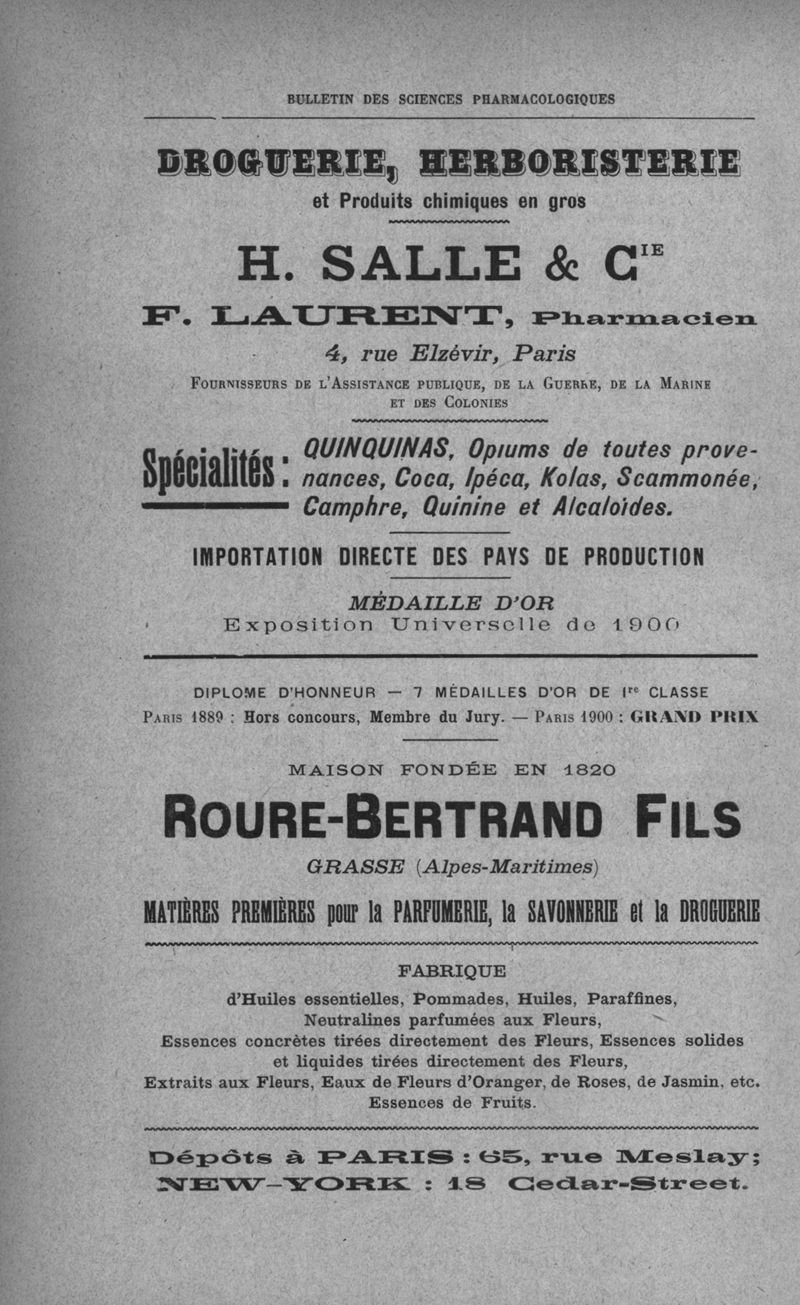 BULLETIN DES SCIENCES PHARMACOLOGIQUES
DROGUERIE, HERBORISTERIE
et Produits chimiques en gros
H. SALLE & CIE
F. LAURENT, Pharmacien
4, rue Elzévir, Paris
FOURNISSEURS DE L'ASSISTANCE PUBLIQUE, DE LA GUERRE, DE LA MARINE
ET DES COLONIES
Spécialités : QUINQUINAS, Opiums de toutes prove-
nances, Coca, Ipéca, Kolas, Scammonée,
Camphre, Quinine et Alcaloïdes.
IMPORTATION DIRECTE DES PAYS DE PRODUCTION
MÉDAILLE D'OR
Exposition Universelle de 1900
DIPLOME D'HONNEUR — 7 MÉDAILLES D'OR DE Ire CLASSE
PARIS 1889 : Hors concours, Membre du Jury. — PARIS 1900 : GRAND PRIX
MAISON FONDÉE EN 1820
ROURE-BERTRAND FILS
GRASSE (Alpes-Maritimes)
MATIÈRES PREMIÈRES pour la PARFUMERIE, la SAVONNERIE et la DROGUERIE
FABRIQUE
d'Huiles essentielles, Pommades, Huiles, Paraffines,
Neutralines parfumées aux Fleurs,
Essences concrètes tirées directement des Fleurs, Essences solides
et liquides tirées directement des Fleurs,
Extraits aux Fleurs, Eaux de Fleurs d'Oranger, de Roses, de Jasmin, etc.
Essences de Fruits.
Dépôts à PARIS : 65, rue Meslay;
NEW-YORK : 18 Cedar-Street.